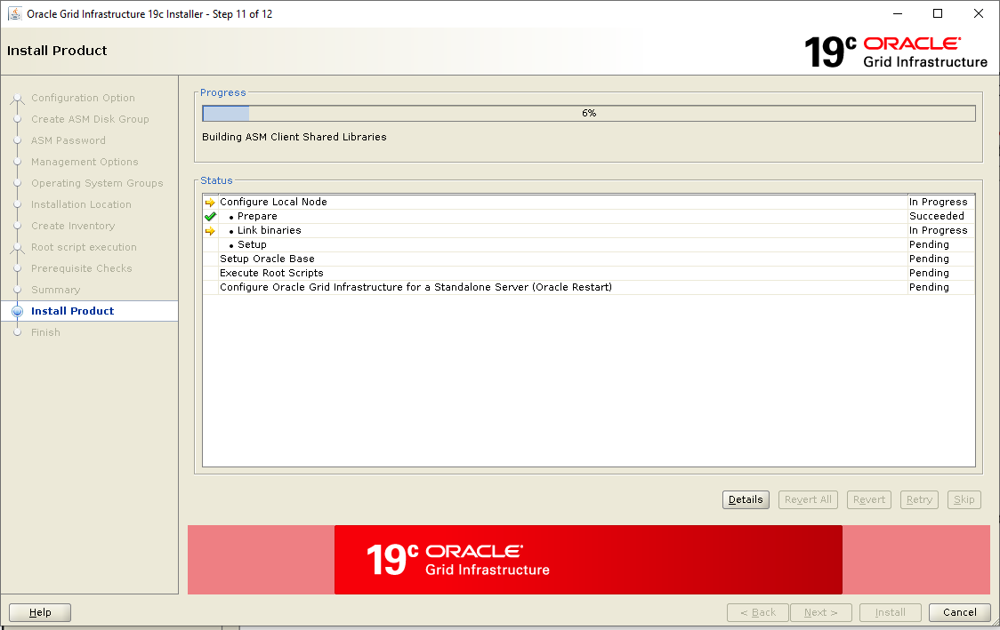 Oracle Grid Infrastructure 19c Installer - Step 11 of 12
Install Product
19c ORACLE
Grid Infrastructure
Configuration Option
Create ASM Disk Group
ASM Password
Management Options
Operating System Groups
Installation Location
Create Inventory
Root script execution
Prerequisite Checks
Summary
Install Product
Finish
Progress
6%
Building ASM Client Shared Libraries
Status
Configure Local Node In Progress
• Prepare Succeeded
• Link binaries In Progress
• Setup Pending
Setup Oracle Base Pending
Execute Root Scripts Pending
Configure Oracle Grid Infrastructure for a Standalone Server (Oracle Restart) Pending
Details Revert All Revert Retry Skip
19c ORACLE
Grid Infrastructure
Help < Back Next > Install Cancel